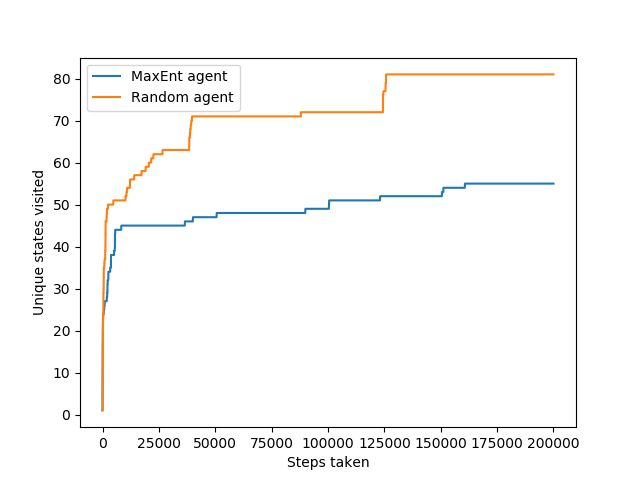 MaxEnt agent
Random agent
Unique states visited
80
70
60
50
40
30
20
10
0
0 25000 50000 75000 100000 125000 150000 175000 200000
Steps taken